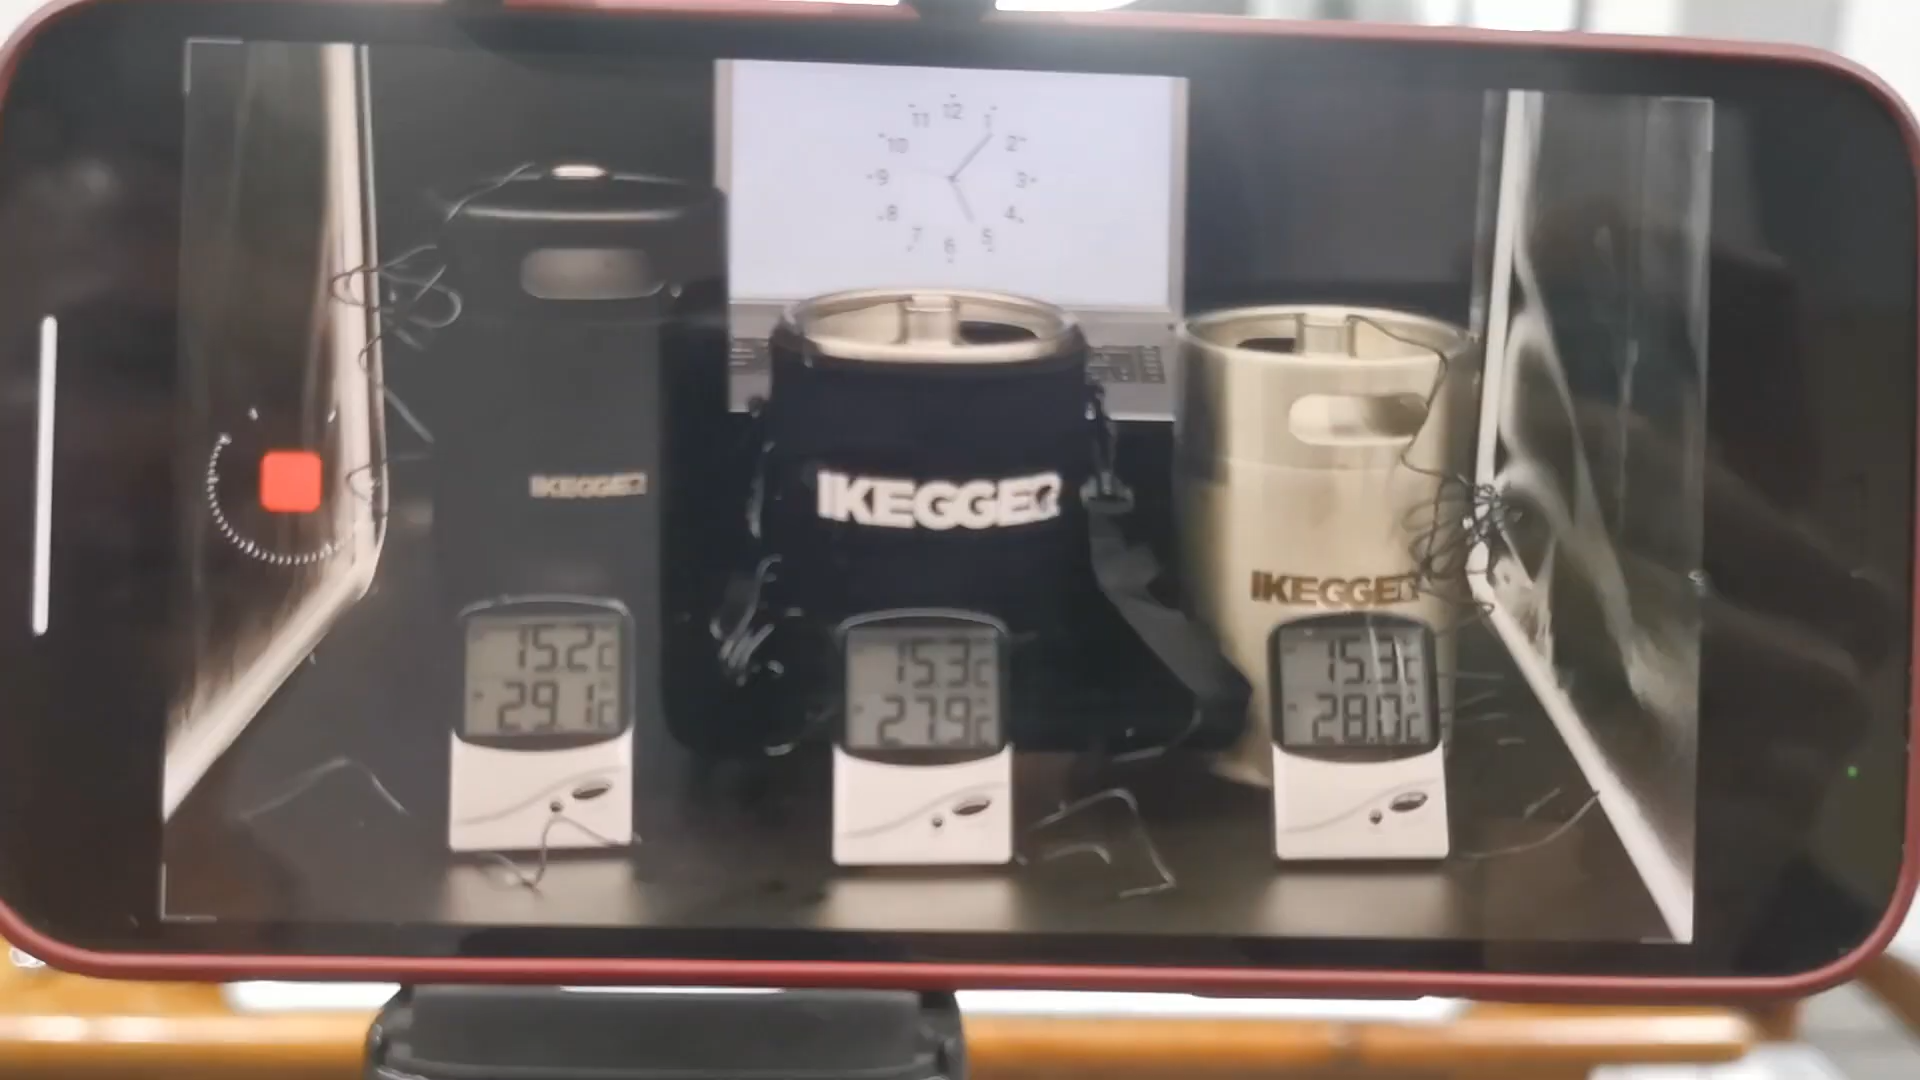 12
11 1
10 2
9 3
8 4
7 5
6
IKEGGER
IKEGGER
IKEGGER
15.2c
29.1c
15.3c
27.9c
15.3c
28.0c